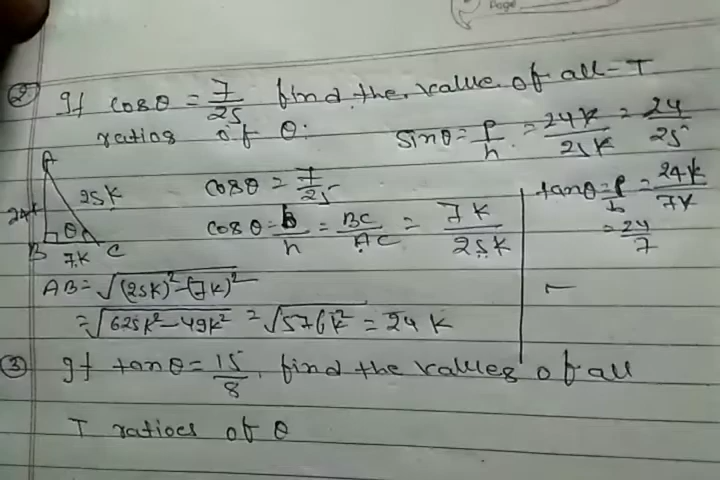 Page
② If cosθ = 7/25 find the value of all T
ratios of θ.
sinθ = p/h = 24K/25K = 24/25
A
25K
24K
B θ C
7K
cosθ = 7/25
cosθ = b/h = BC/AC = 7K/25K
tanθ = p/b = 24K/7K
= 24/7
AB = √(25K)²-(7K)²
= √625K²-49K² = √576K² = 24K
③ If tanθ = 15/8, find the values of all
T ratioes of θ